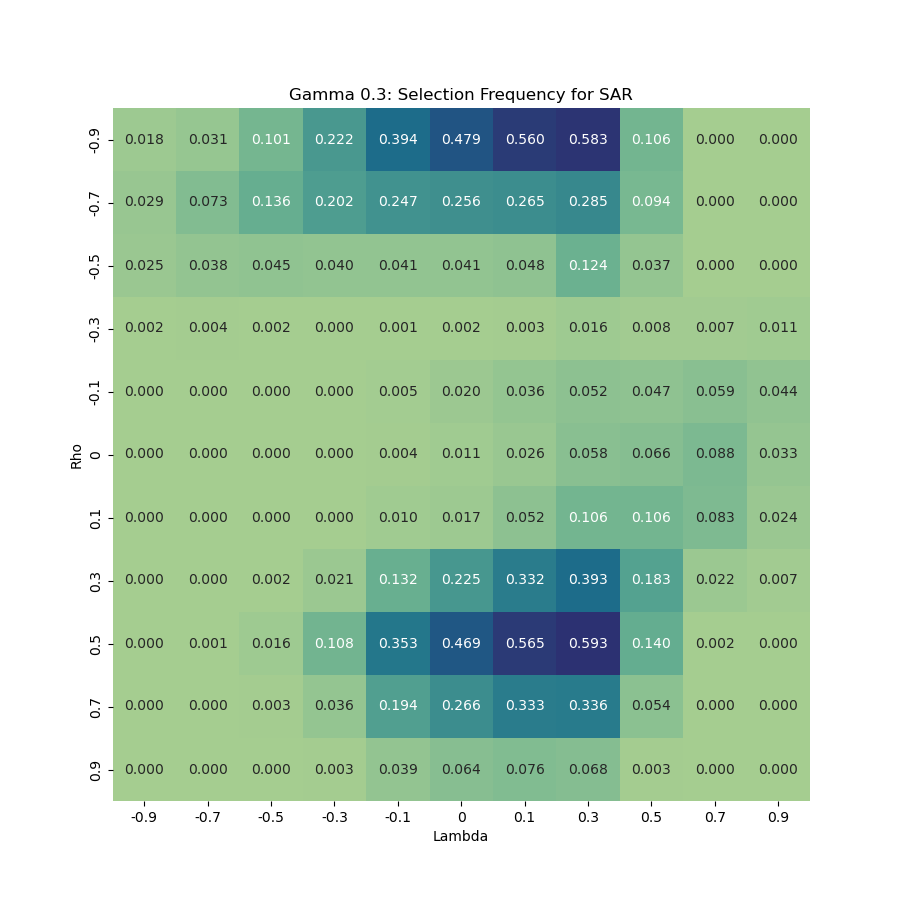 Gamma 0.3: Selection Frequency for SAR
-0.9 0.018 0.031 0.101 0.222 0.394 0.479 0.560 0.583 0.106 0.000 0.000
-0.7 0.029 0.073 0.136 0.202 0.247 0.256 0.265 0.285 0.094 0.000 0.000
-0.5 0.025 0.038 0.045 0.040 0.041 0.041 0.048 0.124 0.037 0.000 0.000
-0.3 0.002 0.004 0.002 0.000 0.001 0.002 0.003 0.016 0.008 0.007 0.011
-0.1 0.000 0.000 0.000 0.000 0.005 0.020 0.036 0.052 0.047 0.059 0.044
Rho
0 0.000 0.000 0.000 0.000 0.004 0.011 0.026 0.058 0.066 0.088 0.033
0.1 0.000 0.000 0.000 0.000 0.010 0.017 0.052 0.106 0.106 0.083 0.024
0.3 0.000 0.000 0.002 0.021 0.132 0.225 0.332 0.393 0.183 0.022 0.007
0.5 0.000 0.001 0.016 0.108 0.353 0.469 0.565 0.593 0.140 0.002 0.000
0.7 0.000 0.000 0.003 0.036 0.194 0.266 0.333 0.336 0.054 0.000 0.000
0.9 0.000 0.000 0.000 0.003 0.039 0.064 0.076 0.068 0.003 0.000 0.000
-0.9 -0.7 -0.5 -0.3 -0.1 0 0.1 0.3 0.5 0.7 0.9
Lambda